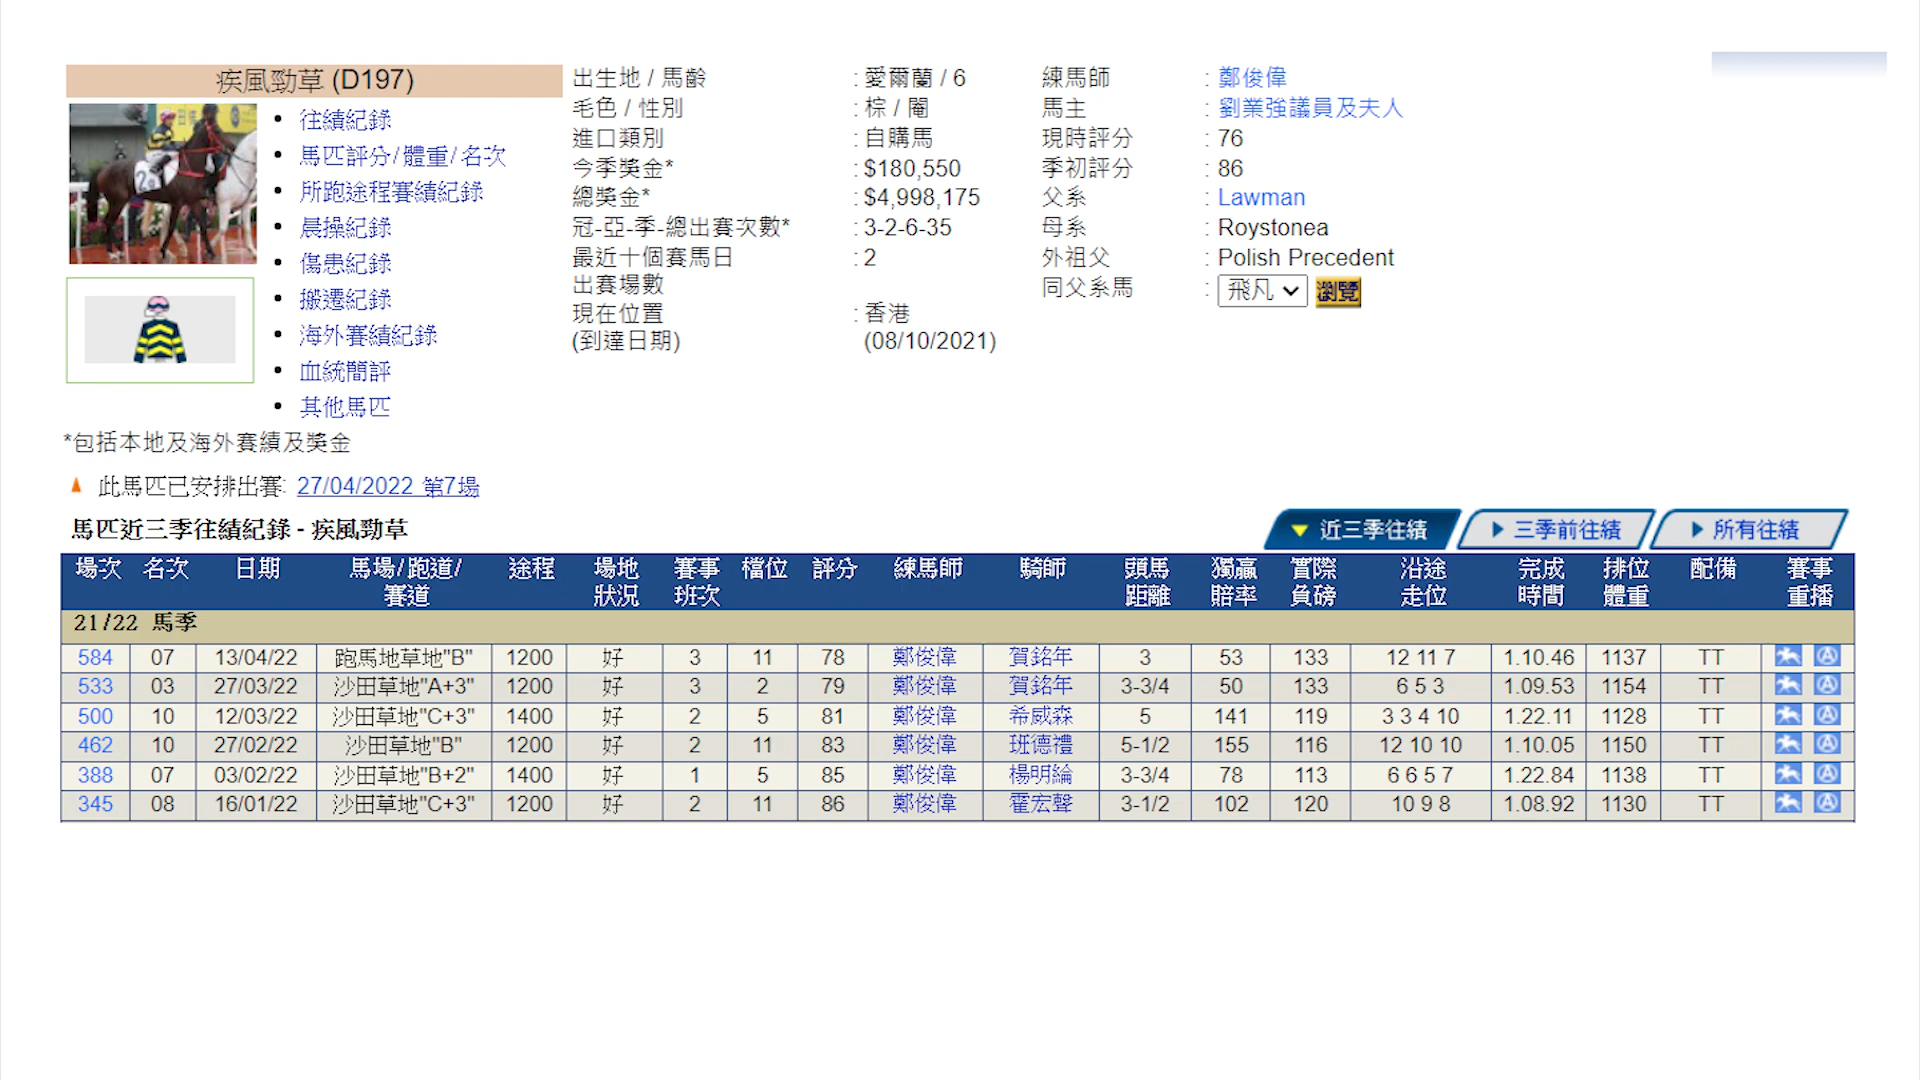 疾風勁草 (D197)
往績紀錄
馬匹評分/體重/名次
所跑途程賽績紀錄
晨操紀錄
傷患紀錄
搬遷紀錄
海外賽績紀錄
血統簡評
其他馬匹
出生地 / 馬齡 : 愛爾蘭 / 6
毛色 / 性別 : 棕 / 閹
進口類別 : 自購馬
今季獎金* : $180,550
總獎金* : $4,998,175
冠-亞-季-總出賽次數* : 3-2-6-35
最近十個賽馬日 : 2
出賽場數
現在位置 : 香港
(到達日期) (08/10/2021)
練馬師 : 鄭俊偉
馬主 : 劉業強議員及夫人
現時評分 : 76
季初評分 : 86
父系 : Lawman
母系 : Roystonea
外祖父 : Polish Precedent
同父系馬 : 飛凡 瀏覽
*包括本地及海外賽績及獎金
此馬匹已安排出賽: 27/04/2022 第7場
馬匹近三季往績紀錄 - 疾風勁草
近三季往績 三季前往績 所有往績
場次 名次 日期 馬場/跑道/ 途程 場地 賽事 檔位 評分 練馬師 騎師 頭馬 獨贏 實際 沿途 完成 排位 配備 賽事
賽道 狀況 班次 距離 賠率 負磅 走位 時間 體重 重播
21/22 馬季
584 07 13/04/22 跑馬地草地"B" 1200 好 3 11 78 鄭俊偉 賀銘年 3 53 133 12 11 7 1.10.46 1137 TT
533 03 27/03/22 沙田草地"A+3" 1200 好 3 2 79 鄭俊偉 賀銘年 3-3/4 50 133 6 5 3 1.09.53 1154 TT
500 10 12/03/22 沙田草地"C+3" 1400 好 2 5 81 鄭俊偉 希威森 5 141 119 3 3 4 10 1.22.11 1128 TT
462 10 27/02/22 沙田草地"B" 1200 好 2 11 83 鄭俊偉 班德禮 5-1/2 155 116 12 10 10 1.10.05 1150 TT
388 07 03/02/22 沙田草地"B+2" 1400 好 1 5 85 鄭俊偉 楊明綸 3-3/4 78 113 6 6 5 7 1.22.84 1138 TT
345 08 16/01/22 沙田草地"C+3" 1200 好 2 11 86 鄭俊偉 霍宏聲 3-1/2 102 120 10 9 8 1.08.92 1130 TT